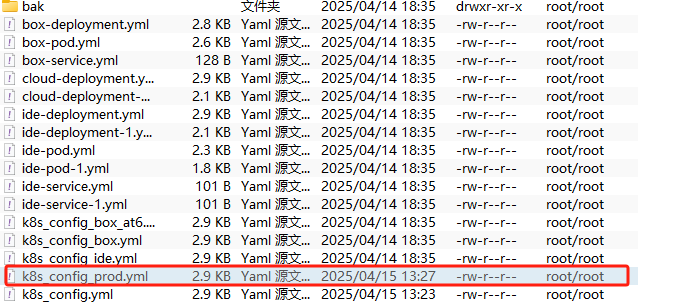 bak 文件夹 2025/04/14 18:35 drwxr-xr-x root/root
box-deployment.yml 2.8 KB Yaml 源文... 2025/04/14 18:35 -rw-r--r-- root/root
box-pod.yml 2.6 KB Yaml 源文... 2025/04/14 18:35 -rw-r--r-- root/root
box-service.yml 128 B Yaml 源文... 2025/04/14 18:35 -rw-r--r-- root/root
cloud-deployment.y... 2.9 KB Yaml 源文... 2025/04/14 18:35 -rw-r--r-- root/root
cloud-deployment-... 2.1 KB Yaml 源文... 2025/04/14 18:35 -rw-r--r-- root/root
ide-deployment.yml 2.9 KB Yaml 源文... 2025/04/14 18:35 -rw-r--r-- root/root
ide-deployment-1.y... 2.1 KB Yaml 源文... 2025/04/14 18:35 -rw-r--r-- root/root
ide-pod.yml 2.3 KB Yaml 源文... 2025/04/14 18:35 -rw-r--r-- root/root
ide-pod-1.yml 1.8 KB Yaml 源文... 2025/04/14 18:35 -rw-r--r-- root/root
ide-service.yml 101 B Yaml 源文... 2025/04/14 18:35 -rw-r--r-- root/root
ide-service-1.yml 101 B Yaml 源文... 2025/04/14 18:35 -rw-r--r-- root/root
k8s_config_box_at6.... 2.9 KB Yaml 源文... 2025/04/14 18:35 -rw-r--r-- root/root
k8s_config_box.yml 2.9 KB Yaml 源文... 2025/04/14 18:35 -rw-r--r-- root/root
k8s_config_ide.yml 2.9 KB Yaml 源文... 2025/04/14 18:35 -rw-r--r-- root/root
k8s_config_prod.yml 2.9 KB Yaml 源文... 2025/04/15 13:27 -rw-r--r-- root/root
k8s_config.yml 2.9 KB Yaml 源文... 2025/04/15 13:23 -rw-r--r-- root/root